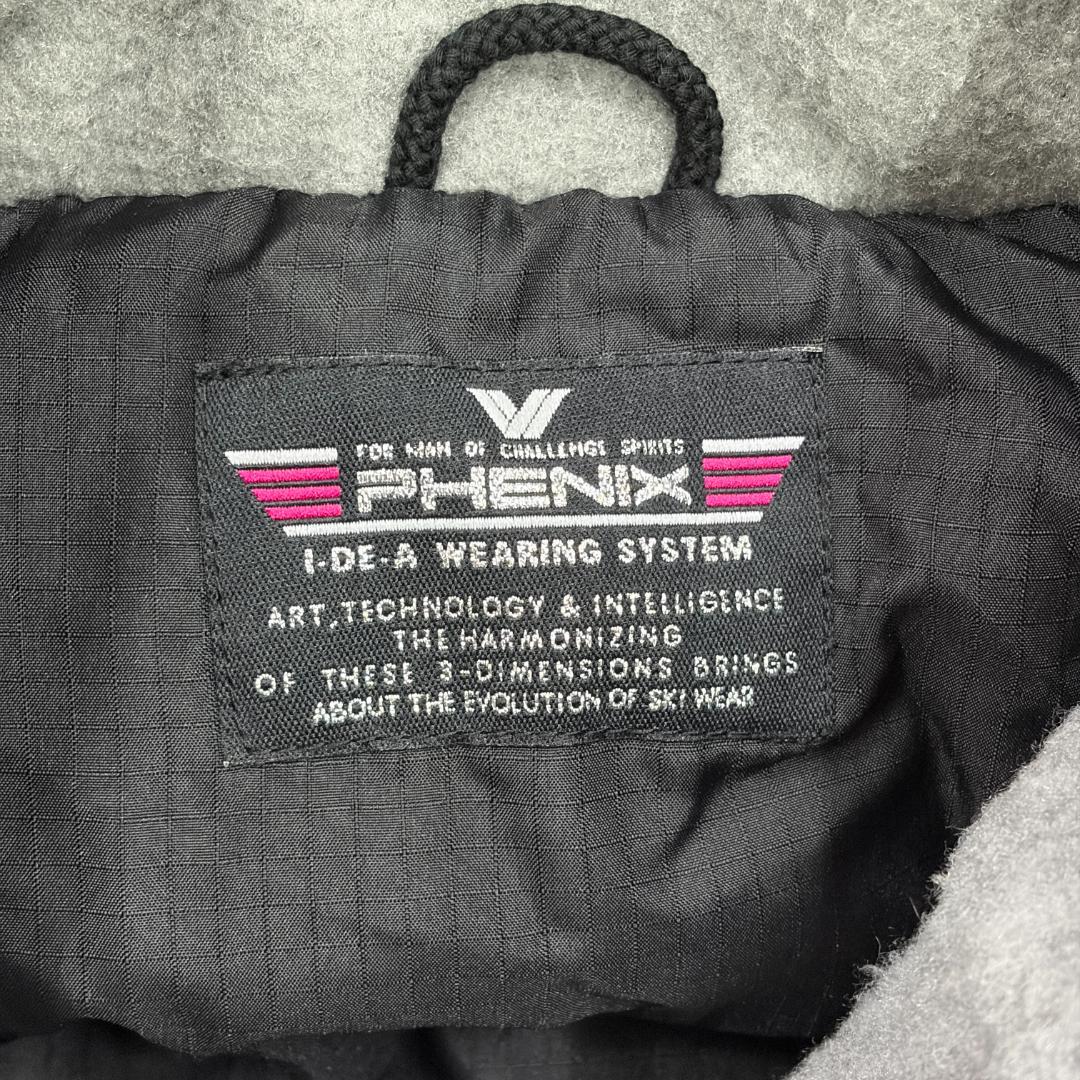 FOR MAN OF CHALLENGE SPIRITS
PHENIX
I·DE·A WEARING SYSTEM
ART, TECHNOLOGY & INTELLIGENCE
THE HARMONIZING
OF THESE 3-DIMENSIONS BRINGS
ABOUT THE EVOLUTION OF SKI WEAR